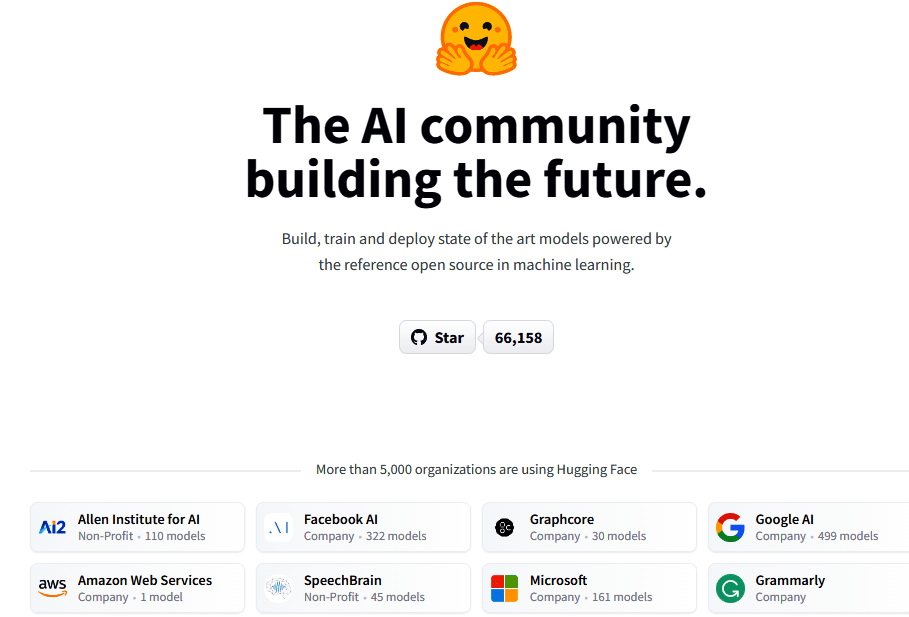 The AI community
building the future.
Build, train and deploy state of the art models powered by
the reference open source in machine learning.
Star 66,158
More than 5,000 organizations are using Hugging Face
Ai2 Allen Institute for AI
Non-Profit • 110 models
Facebook AI
Company • 322 models
Graphcore
Company • 30 models
Google AI
Company • 499 models
aws Amazon Web Services
Company • 1 model
SpeechBrain
Non-Profit • 45 models
Microsoft
Company • 161 models
Grammarly
Company